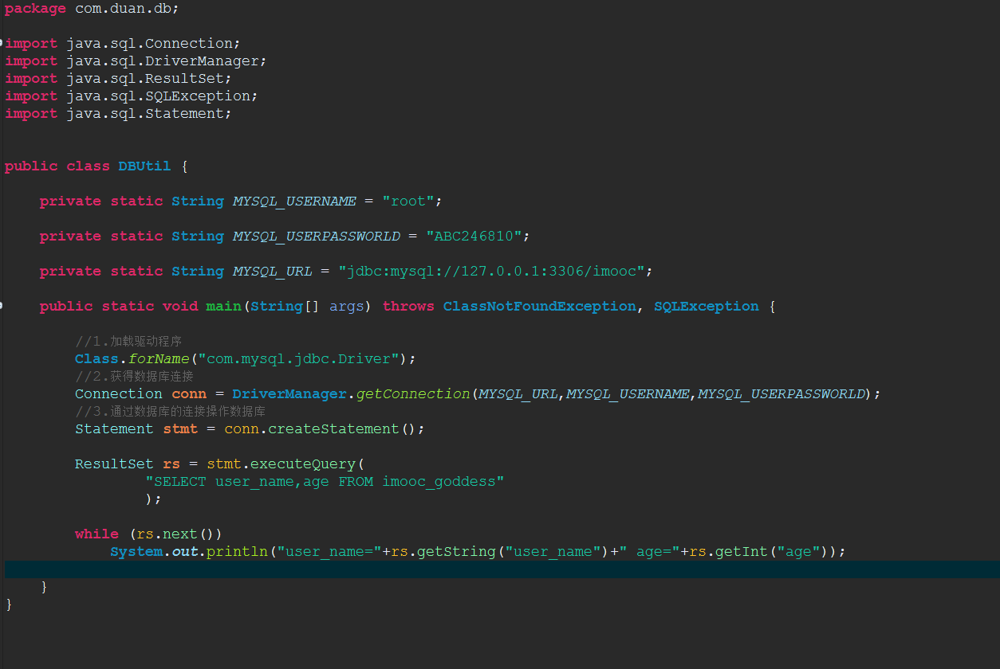 package com.duan.db;
import java.sql.Connection;
import java.sql.DriverManager;
import java.sql.ResultSet;
import java.sql.SQLException;
import java.sql.Statement;
public class DBUtil {
private static String MYSQL_USERNAME = "root";
private static String MYSQL_USERPASSWORLD = "ABC246810";
private static String MYSQL_URL = "jdbc:mysql://127.0.0.1:3306/imooc";
public static void main(String[] args) throws ClassNotFoundException, SQLException {
//1.加载驱动程序
Class.forName("com.mysql.jdbc.Driver");
//2.获得数据库连接
Connection conn = DriverManager.getConnection(MYSQL_URL,MYSQL_USERNAME,MYSQL_USERPASSWORLD);
//3.通过数据库的连接操作数据库
Statement stmt = conn.createStatement();
ResultSet rs = stmt.executeQuery(
"SELECT user_name,age FROM imooc_goddess"
);
while (rs.next())
System.out.println("user_name="+rs.getString("user_name")+" age="+rs.getInt("age"));
}
}